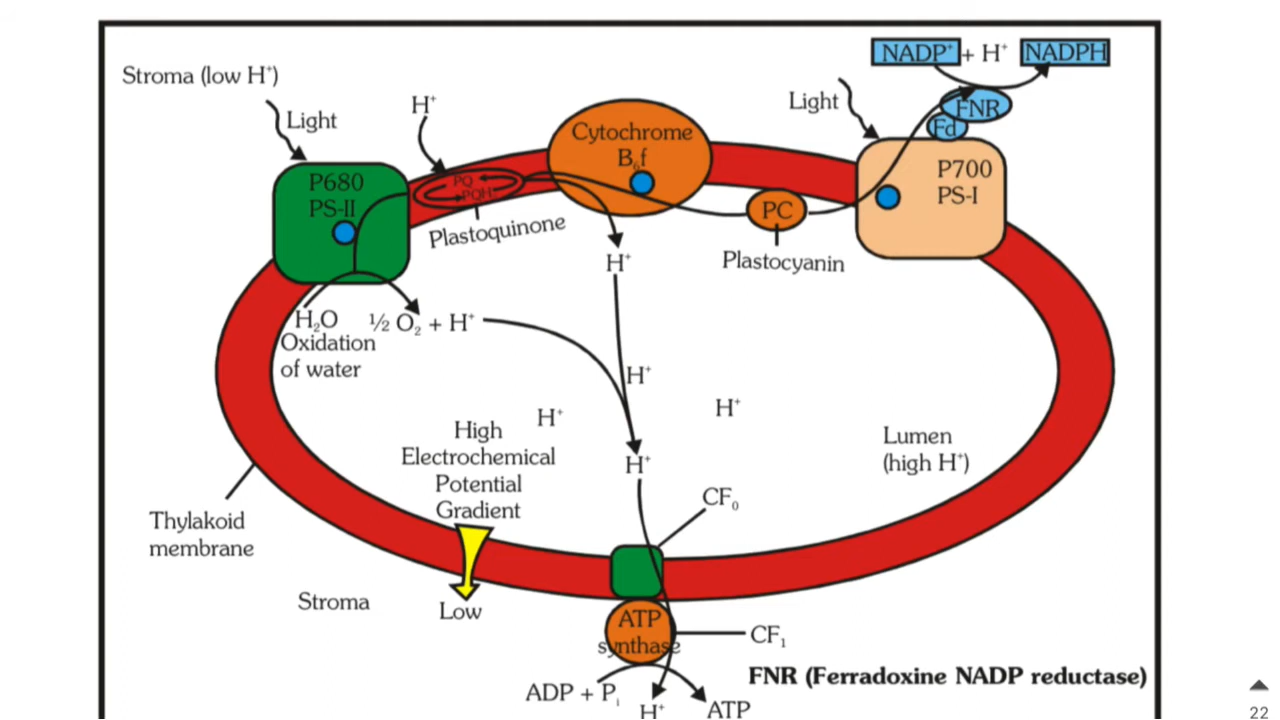 NADP⁺ + H⁺ NADPH
Stroma (low H⁺)
Light
H⁺
Light
FNR
Fd
Cytochrome
B₆f
P680
PS-II
PQ
PQH
P700
PS-I
PC
Plastoquinone
Plastocyanin
H⁺
H₂O ½ O₂ + H⁺
Oxidation
of water
H⁺
H⁺
H⁺
High
Electrochemical
Potential
Gradient
Lumen
(high H⁺)
H⁺
CF₀
Thylakoid
membrane
Stroma
Low
ATP
synthase
CF₁
FNR (Ferradoxine NADP reductase)
ADP + Pᵢ
H⁺
ATP
22